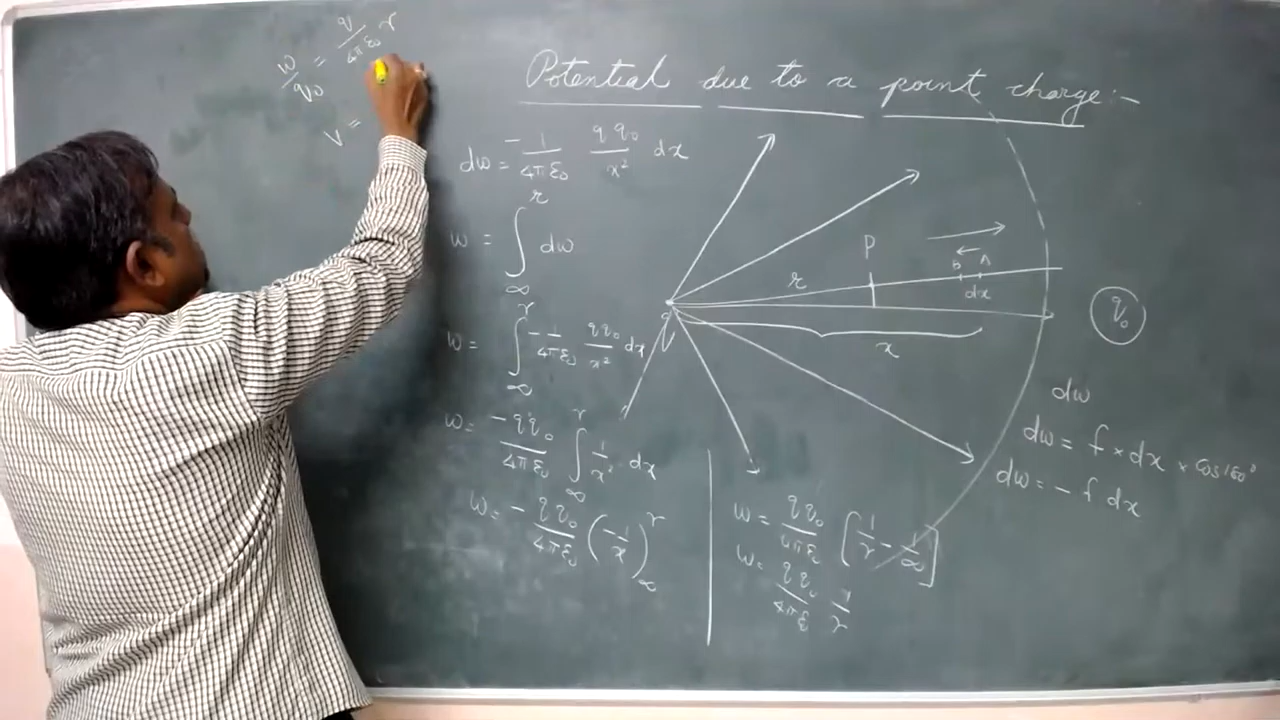 Potential due to a point charge:-
w/q₀ = q/4πε₀r
V =
dw = -1/4πε₀ qq₀/x² dx
w = ∫_∞^r dw
w = ∫_∞^r -1/4πε₀ qq₀/x² dx
w = -qq₀/4πε₀ ∫_∞^r 1/x² dx
w = -qq₀/4πε₀ (-1/x)_∞^r
w = qq₀/4πε₀ [1/r - 1/∞]
w = qq₀/4πε 1/r
P
r
B A
dx
x
q
q₀
dw
dw = f × dx × cos180°
dw = - f dx